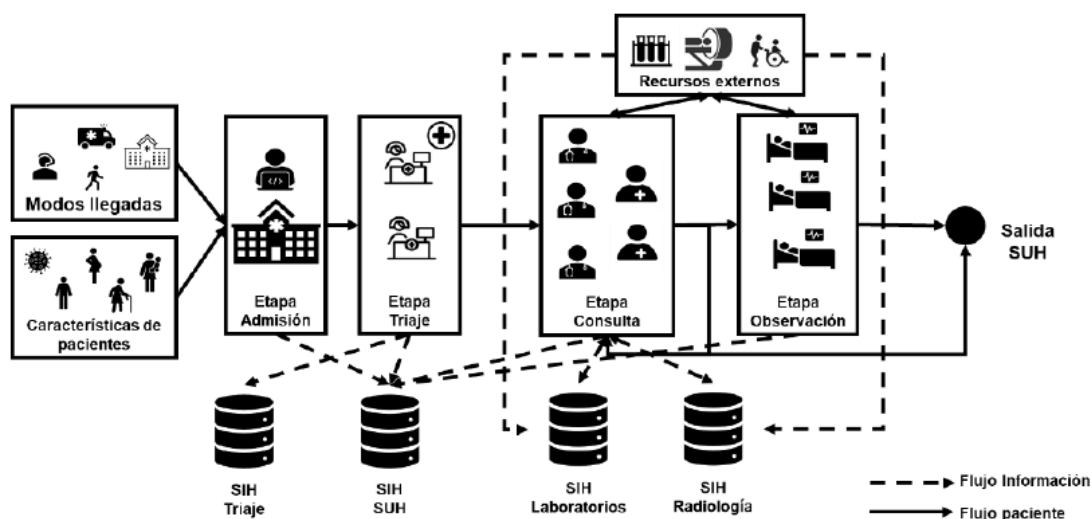 Recursos externos
Modos llegadas
Características de
pacientes
Etapa
Admisión
Etapa
Triaje
Etapa
Consulta
Etapa
Observación
Salida
SUH
SIH
Triaje
SIH
SUH
SIH
Laboratorios
SIH
Radiología
Flujo Información
Flujo paciente